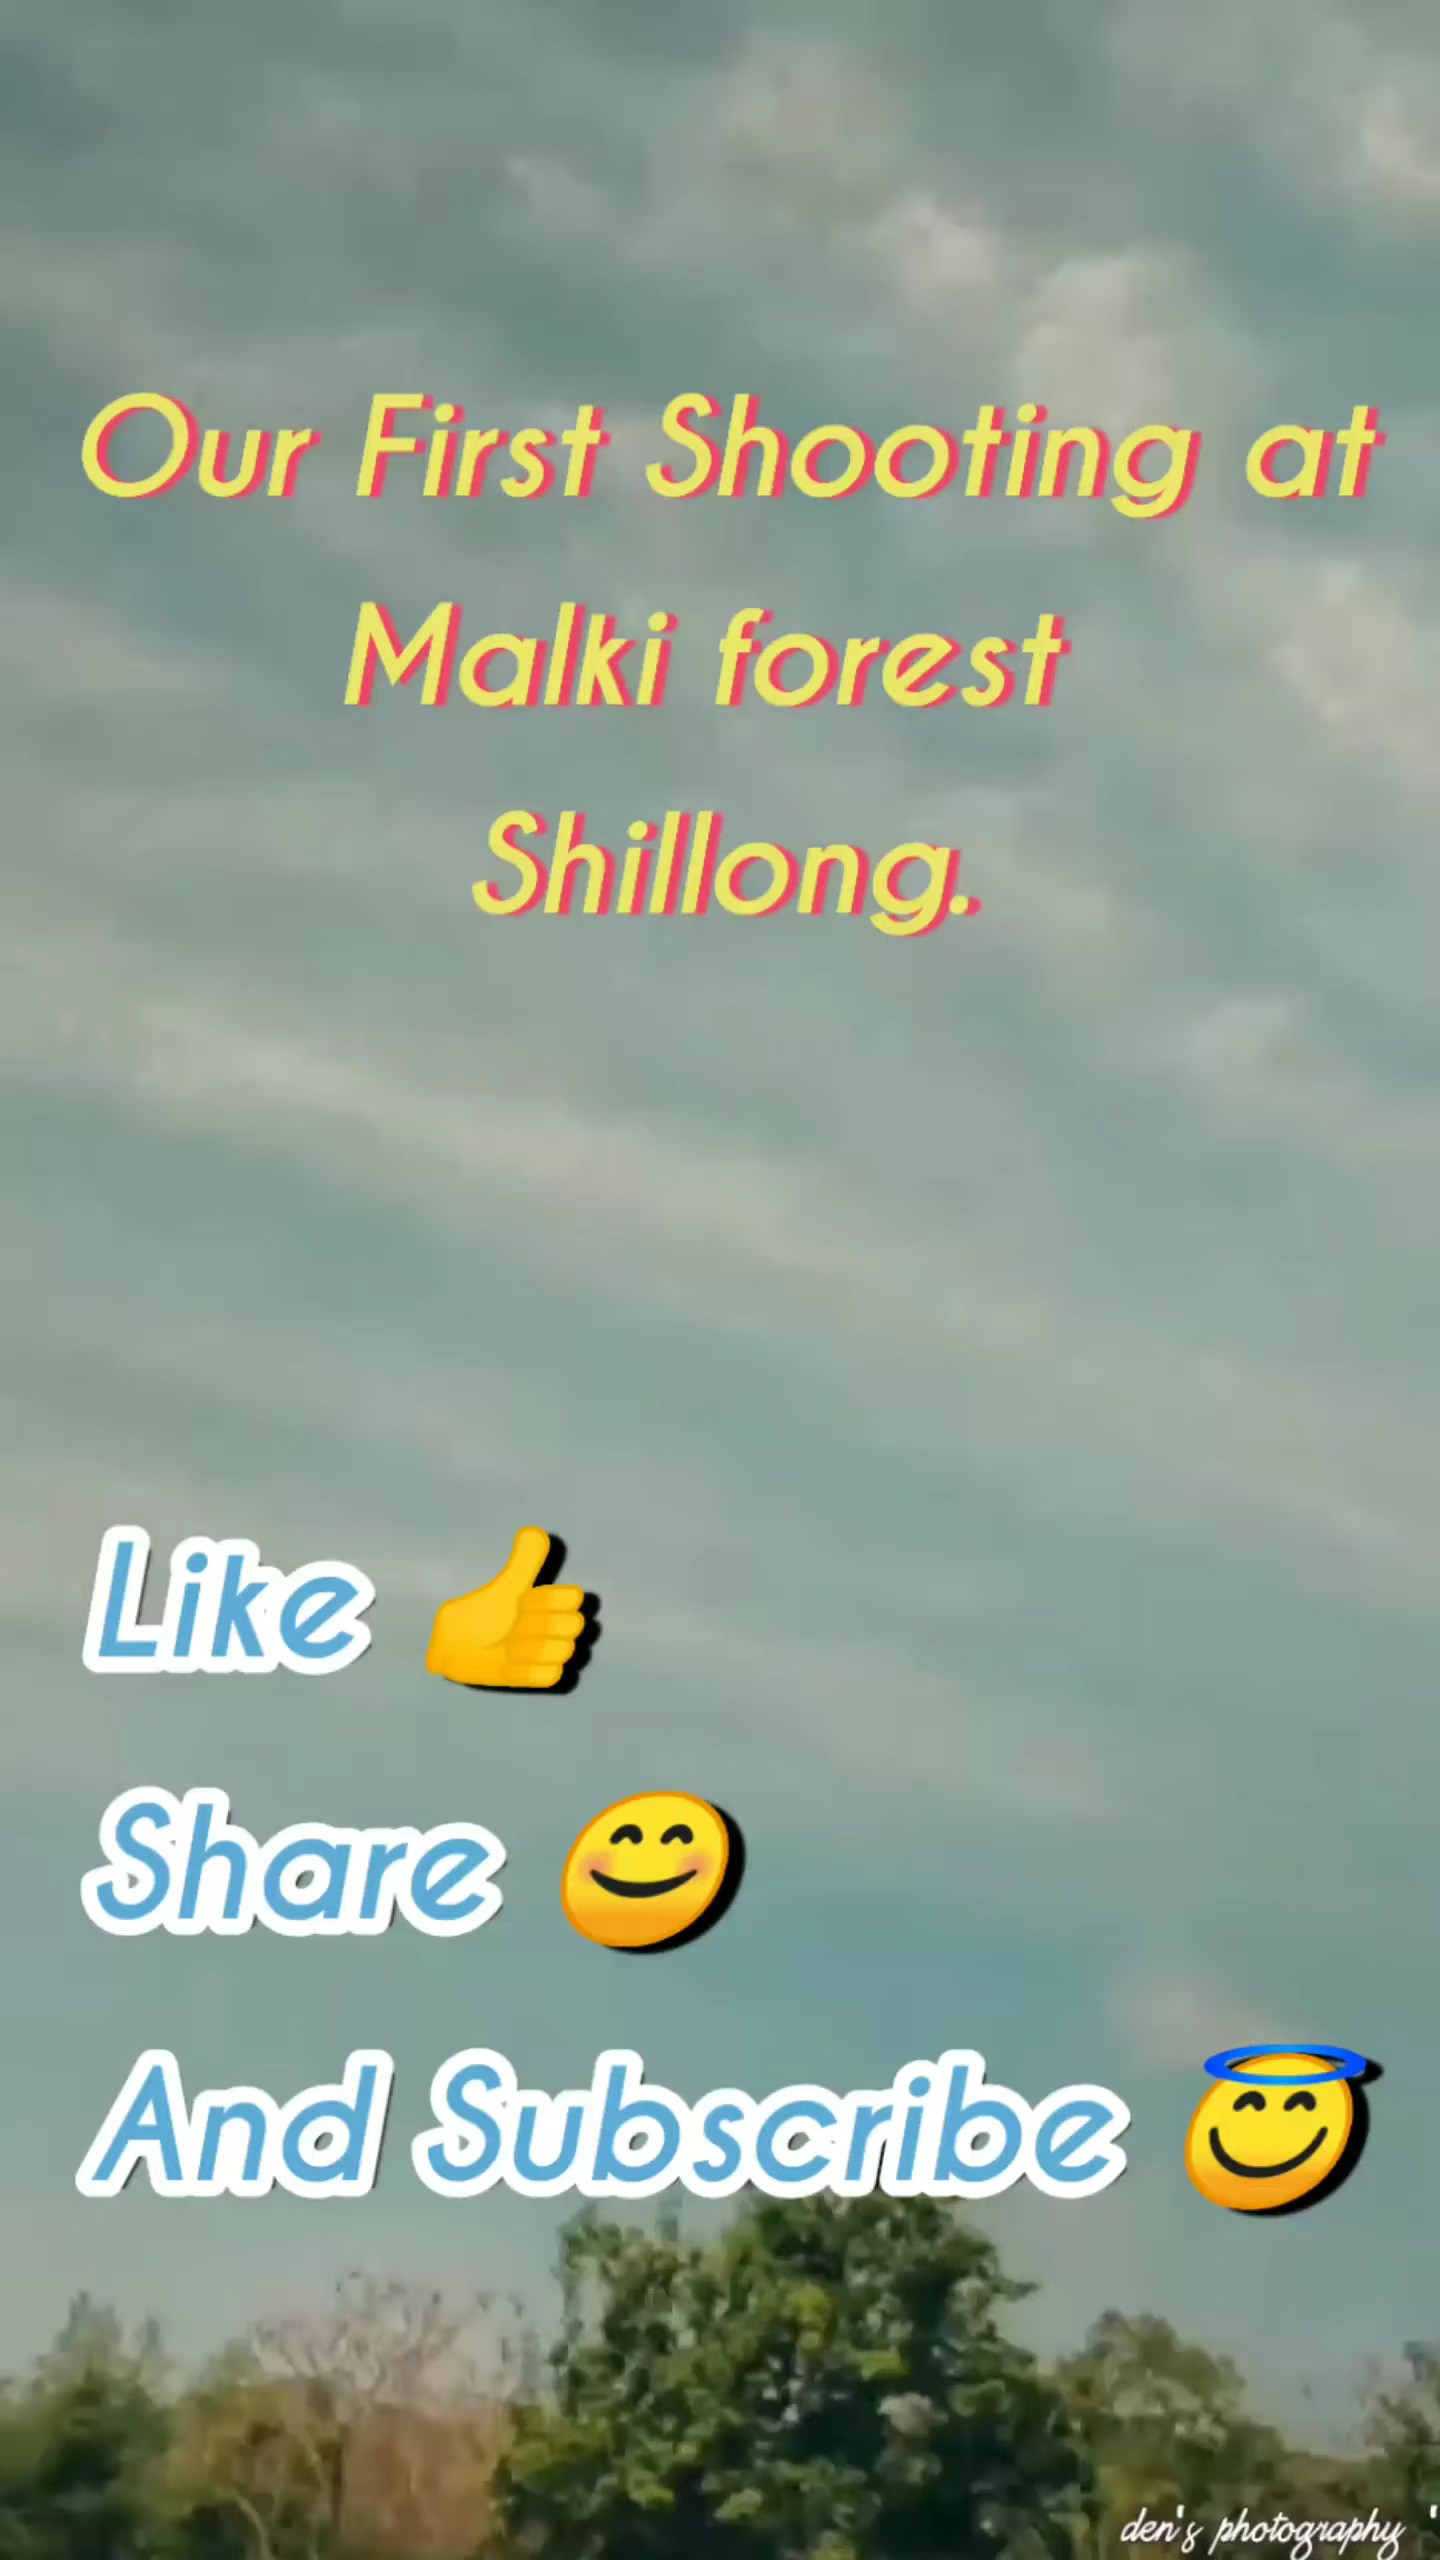 Our First Shooting at
Malki forest
Shillong.
Like 👍
Share 😊
And Subscribe 😇
den's photography '